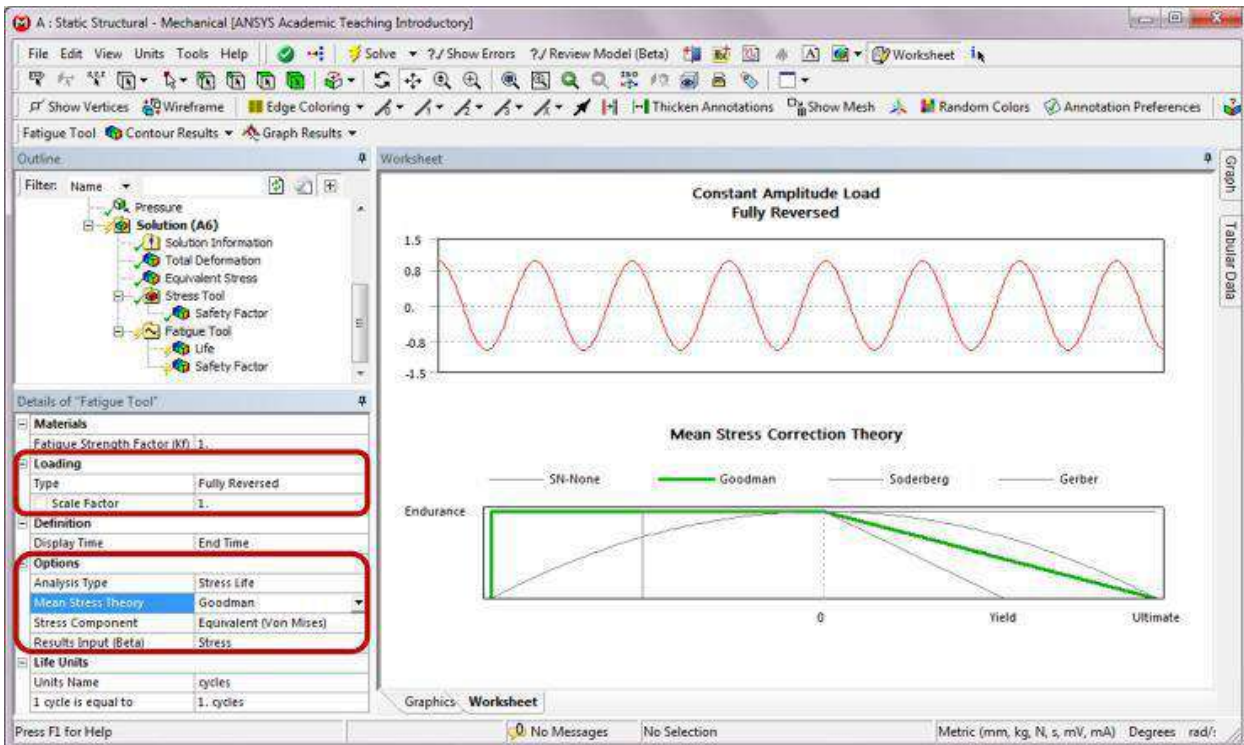 A : Static Structural - Mechanical [ANSYS Academic Teaching Introductory]
File Edit View Units Tools Help Solve ?/ Show Errors ?/ Review Model (Beta) A Worksheet
Show Vertices Wireframe Edge Coloring Thicken Annotations Show Mesh Random Colors Annotation Preferences
Fatigue Tool Contour Results Graph Results
Outline
Filter: Name
Pressure
Solution (A6)
Solution Information
Total Deformation
Equivalent Stress
Stress Tool
Safety Factor
Fatigue Tool
Life
Safety Factor
Details of "Fatigue Tool"
Materials
Fatigue Strength Factor (Kf) 1.
Loading
Type Fully Reversed
Scale Factor 1.
Definition
Display Time End Time
Options
Analysis Type Stress Life
Mean Stress Theory Goodman
Stress Component Equivalent (Von Mises)
Results Input (Beta) Stress
Life Units
Units Name cycles
1 cycle is equal to 1. cycles
Worksheet
Constant Amplitude Load
Fully Reversed
1.5
0.8
0.
-0.8
-1.5
Mean Stress Correction Theory
SN-None Goodman Soderberg Gerber
Endurance
0 Yield Ultimate
Graphics Worksheet
Graph
Tabular Data
Press F1 for Help 0 No Messages No Selection Metric (mm, kg, N, s, mV, mA) Degrees rad/